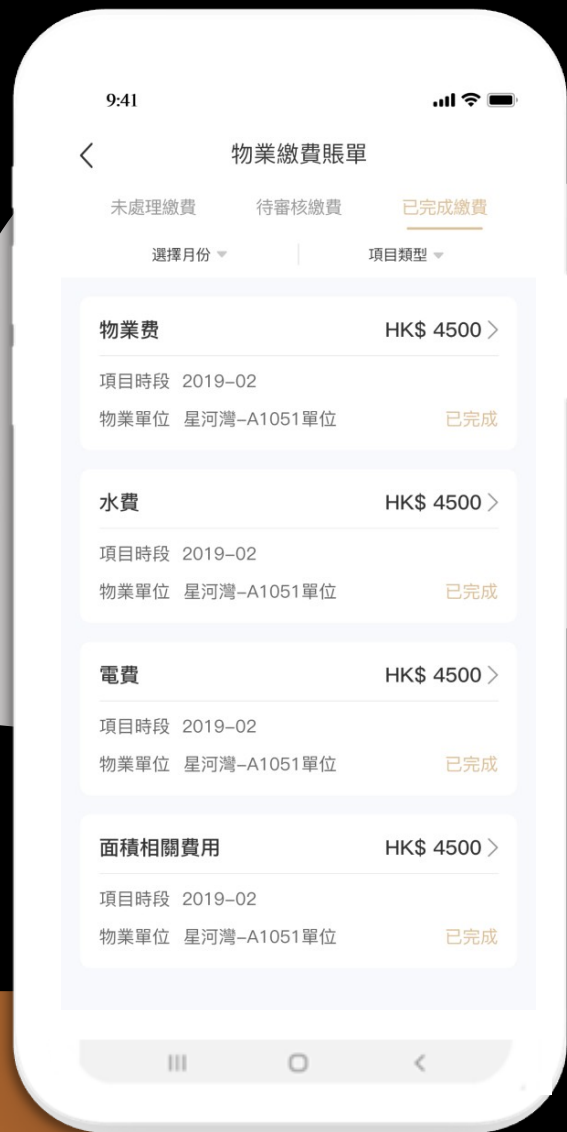 9:41
物業繳費賬單
未處理繳費 待審核繳費 已完成繳費
選擇月份 項目類型
物業费 HK$ 4500
項目時段 2019-02
物業單位 星河灣-A1051單位 已完成
水費 HK$ 4500
項目時段 2019-02
物業單位 星河灣-A1051單位 已完成
電費 HK$ 4500
項目時段 2019-02
物業單位 星河灣-A1051單位 已完成
面積相關費用 HK$ 4500
項目時段 2019-02
物業單位 星河灣-A1051單位 已完成